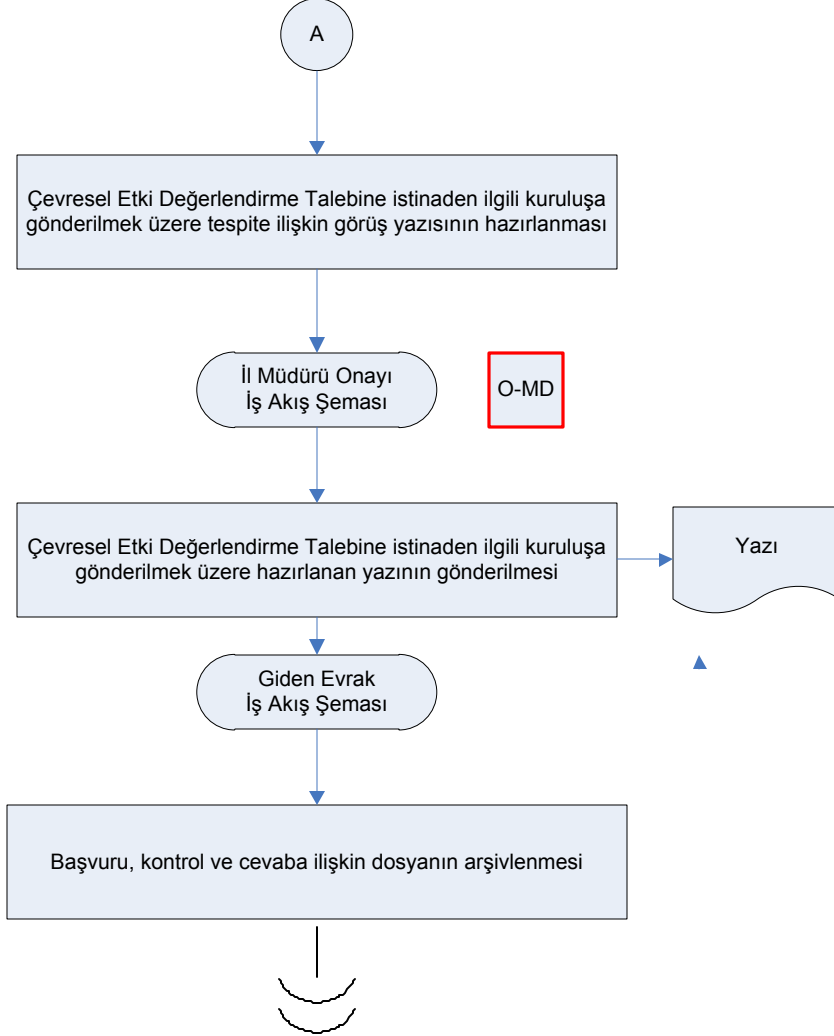 A
Çevresel Etki Değerlendirme Talebine istinaden ilgili kuruluşa
gönderilmek üzere tespite ilişkin görüş yazısının hazırlanması
İl Müdürü Onayı
İş Akış Şeması
O-MD
Çevresel Etki Değerlendirme Talebine istinaden ilgili kuruluşa
gönderilmek üzere hazırlanan yazının gönderilmesi
Yazı
Giden Evrak
İş Akış Şeması
Başvuru, kontrol ve cevaba ilişkin dosyanın arşivlenmesi